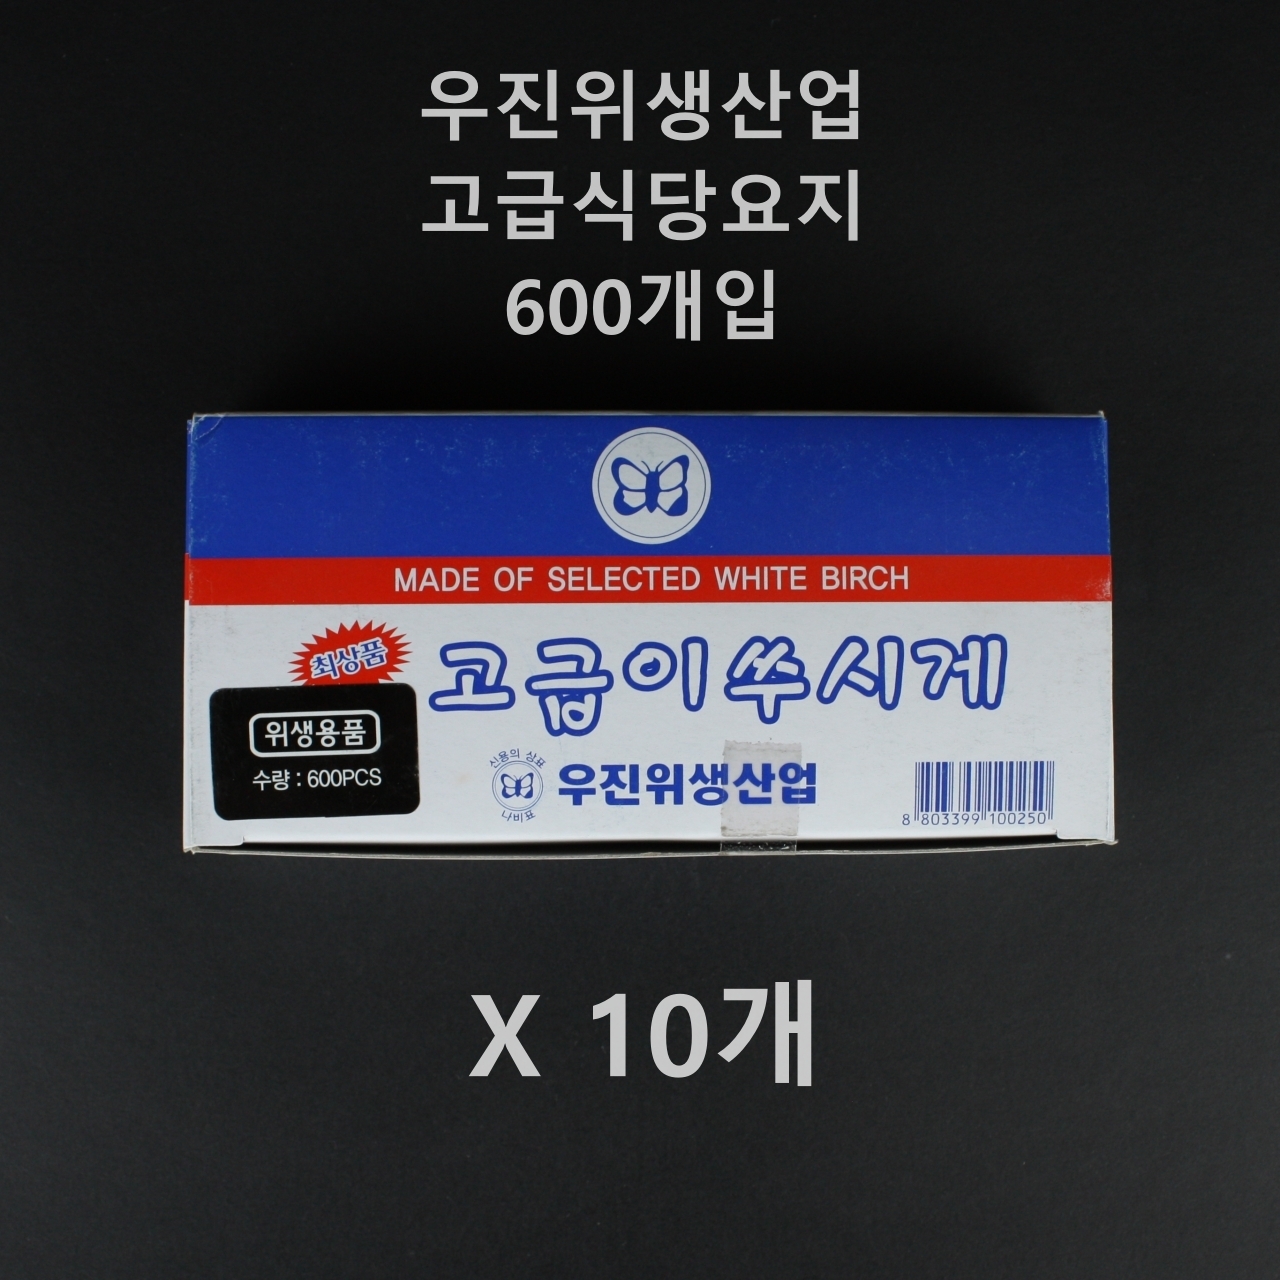 우진위생산업
고급식당요지
600개입
MADE OF SELECTED WHITE BIRCH
최상품
고급이쑤시게
위생용품
수량 : 600PCS
신용의 상표
나비표
우진위생산업
8 803399 100250
X 10개